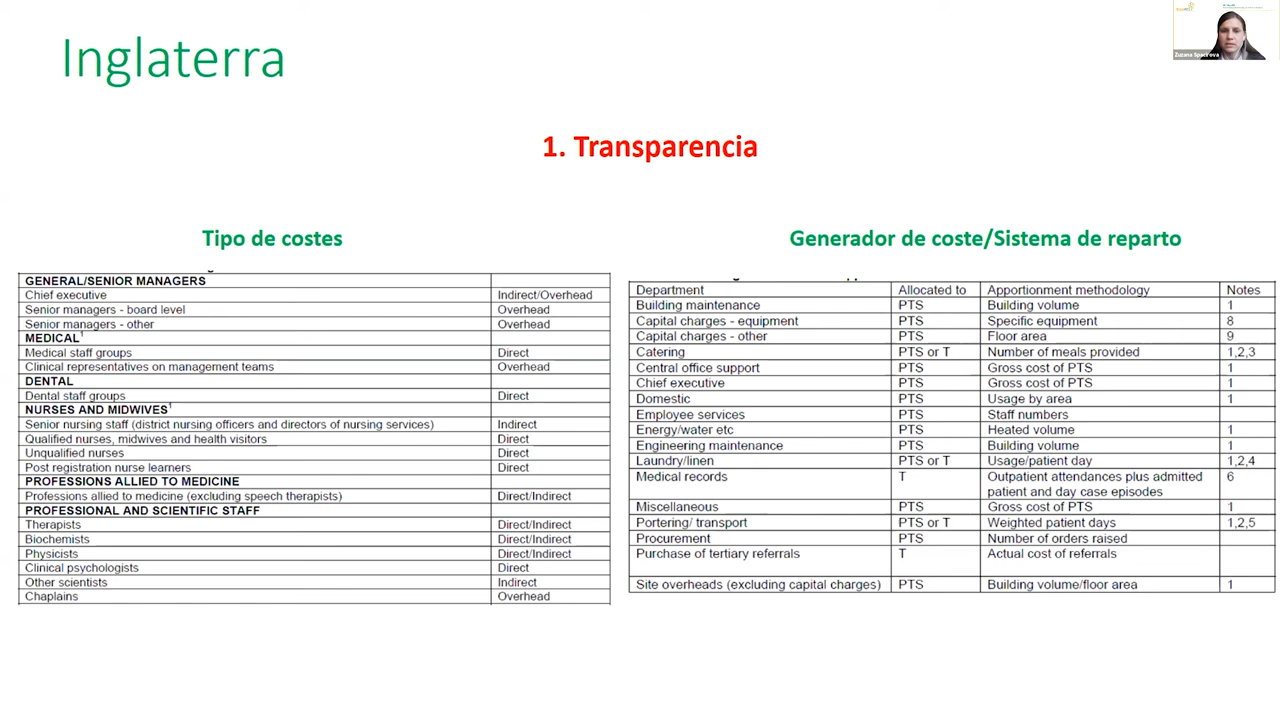 Inglaterra
Zuzana Spacirova
1. Transparencia
Tipo de costes
GENERAL/SENIOR MANAGERS
Chief executive Indirect/Overhead
Senior managers - board level Overhead
Senior managers - other Overhead
MEDICAL1
Medical staff groups Direct
Clinical representatives on management teams Overhead
DENTAL
Dental staff groups Direct
NURSES AND MIDWIVES1
Senior nursing staff (district nursing officers and directors of nursing services) Indirect
Qualified nurses, midwives and health visitors Direct
Unqualified nurses Direct
Post registration nurse learners Direct
PROFESSIONS ALLIED TO MEDICINE
Professions allied to medicine (excluding speech therapists) Direct/Indirect
PROFESSIONAL AND SCIENTIFIC STAFF
Therapists Direct/Indirect
Biochemists Direct/Indirect
Physicists Direct/Indirect
Clinical psychologists Direct
Other scientists Indirect
Chaplains Overhead
Generador de coste/Sistema de reparto
Department Allocated to Apportionment methodology Notes
Building maintenance PTS Building volume 1
Capital charges - equipment PTS Specific equipment 8
Capital charges - other PTS Floor area 9
Catering PTS or T Number of meals provided 1,2,3
Central office support PTS Gross cost of PTS 1
Chief executive PTS Gross cost of PTS 1
Domestic PTS Usage by area 1
Employee services PTS Staff numbers
Energy/water etc PTS Heated volume 1
Engineering maintenance PTS Building volume 1
Laundry/linen PTS or T Usage/patient day 1,2,4
Medical records T Outpatient attendances plus admitted 6
patient and day case episodes
Miscellaneous PTS Gross cost of PTS 1
Portering/ transport PTS or T Weighted patient days 1,2,5
Procurement PTS Number of orders raised
Purchase of tertiary referrals T Actual cost of referrals
Site overheads (excluding capital charges) PTS Building volume/floor area 1